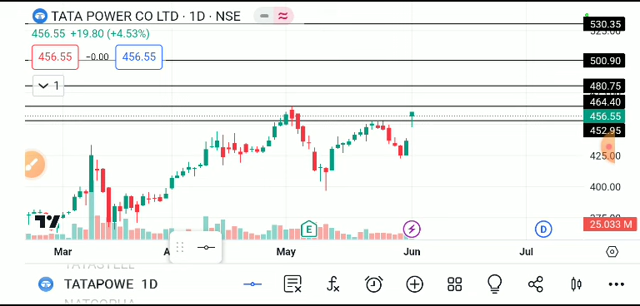 TATA POWER CO LTD · 1D · NSE
456.55 +19.80 (+4.53%)
456.55 −0.00 456.55
1
530.35
525.00
500.90
480.75
464.40
456.55
452.95
425.00
400.00
375.00
25.033 M
E
D
Mar
May
Jun
Jul
TATASTEEL
TATAPOWE 1D